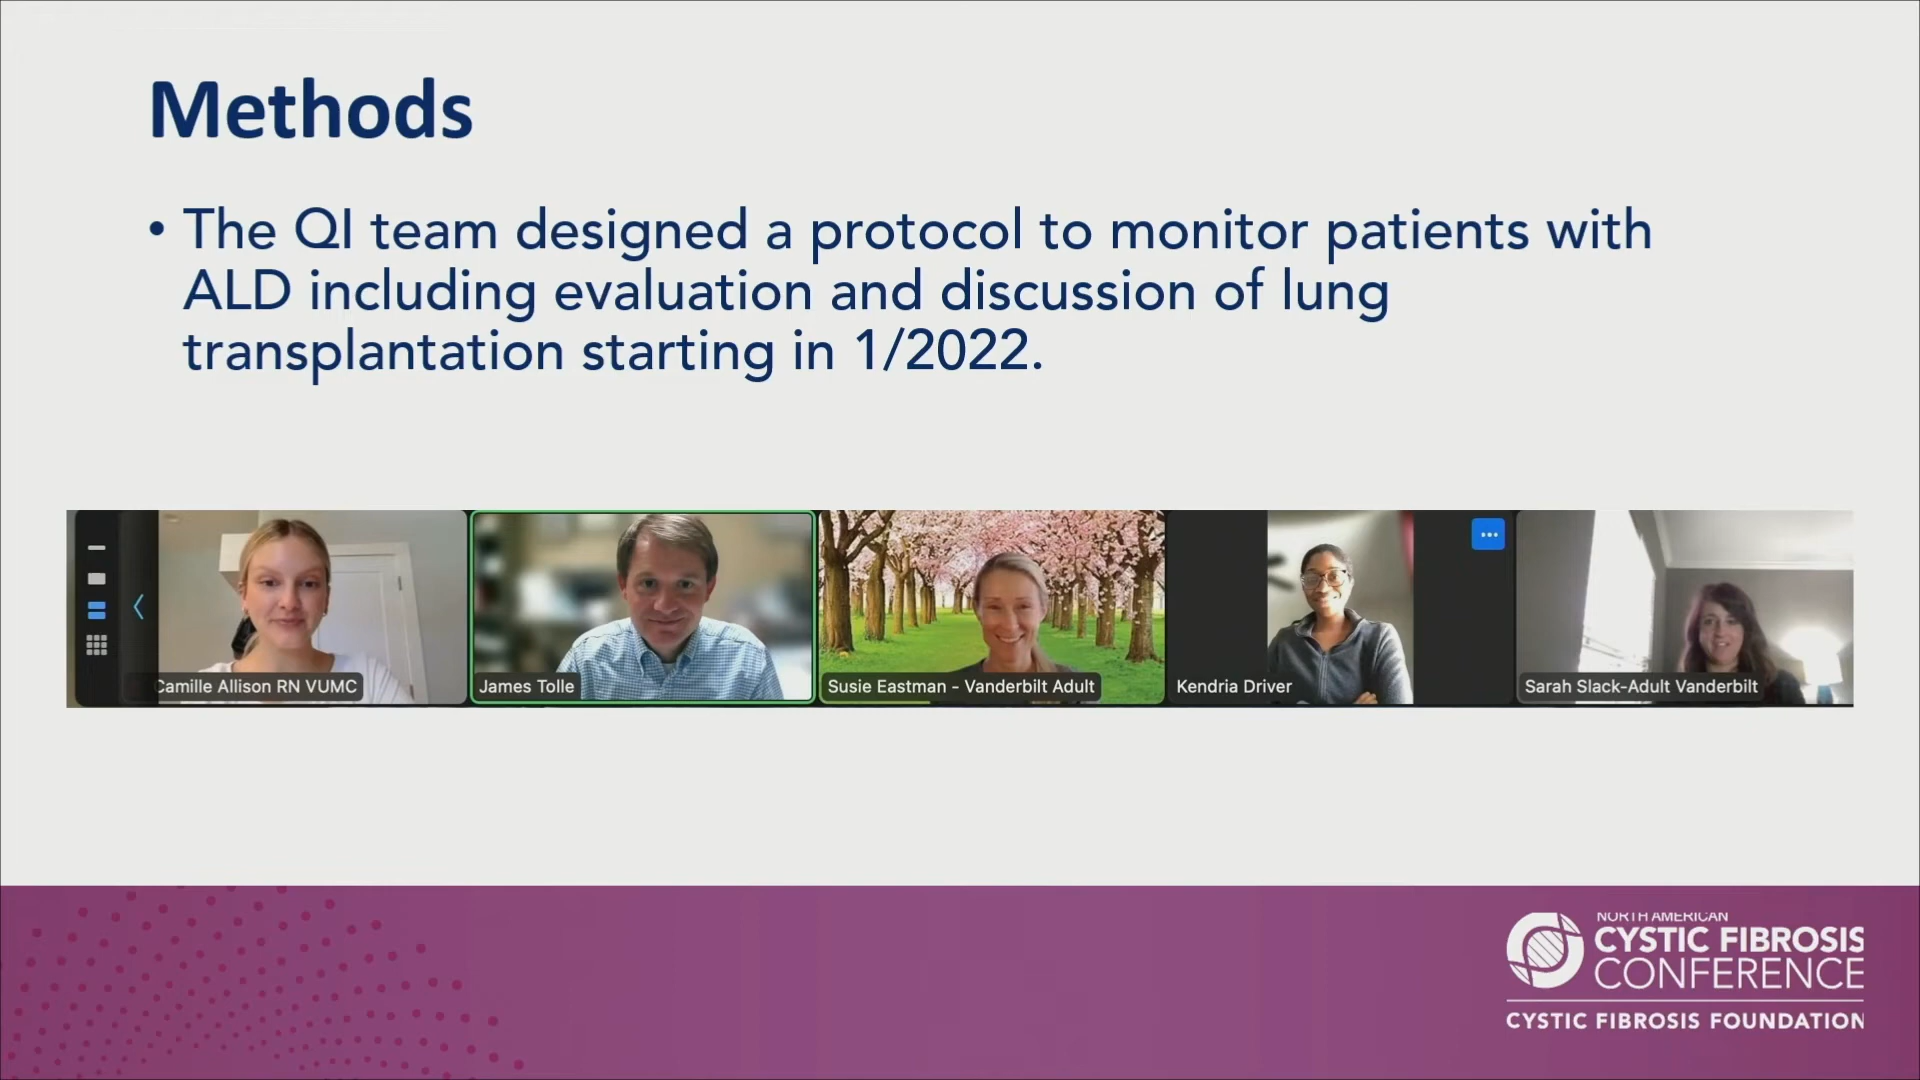 Methods
• The QI team designed a protocol to monitor patients with
ALD including evaluation and discussion of lung
transplantation starting in 1/2022.
Camille Allison RN VUMC
James Tolle
Susie Eastman - Vanderbilt Adult
Kendria Driver
Sarah Slack-Adult Vanderbilt
NORTH AMERICAN
CYSTIC FIBROSIS
CONFERENCE
CYSTIC FIBROSIS FOUNDATION